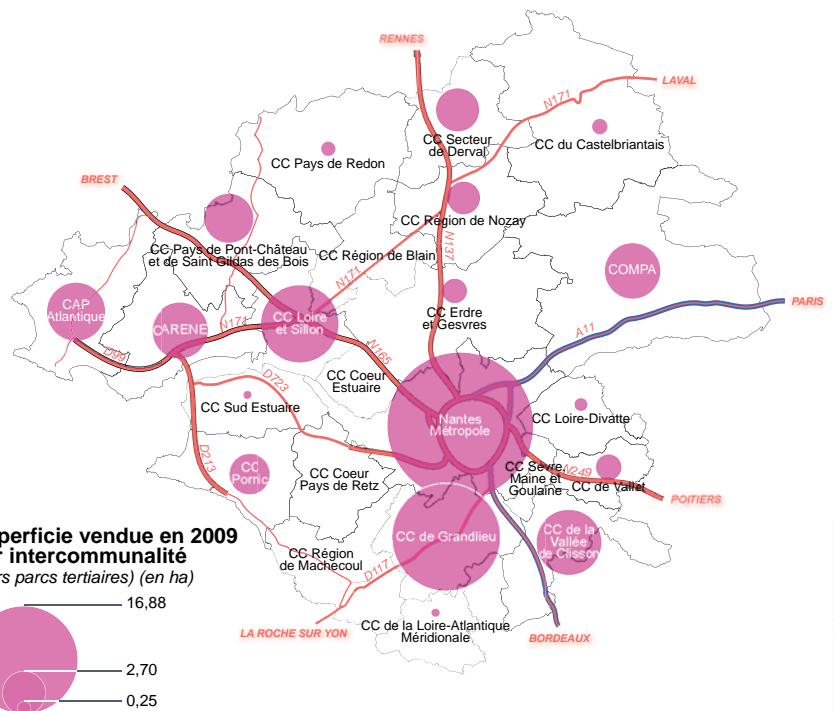 RENNES
LAVAL
N171
CC Secteur
de Derval
CC du Castelbriantais
CC Pays de Redon
BREST
CC Région de Nozay
CC Pays de Pont-Château
et de Saint Gildas des Bois
CC Région de Blain
N137
COMPA
N171
CAP
Atlantique
CARENE
N171
CC Loire
et Sillon
CC Erdre
et Gesvres
PARIS
A11
D99
N165
CC Coeur
Estuaire
D723
CC Sud Estuaire
Nantes
Métropole
CC Loire-Divatte
D213
CC
Pornic
CC Coeur
Pays de Retz
CC Sèvre,
Maine et
Goulaine
N249
CC de Vallet
POITIERS
CC de Grandlieu
CC de la
Vallée
de Clisson
perficie vendue en 2009
r intercommunalité
rs parcs tertiaires) (en ha)
CC Région
de Machecoul
D117
16,88
LA ROCHE SUR YON
CC de la Loire-Atlantique
Méridionale
BORDEAUX
2,70
0,25